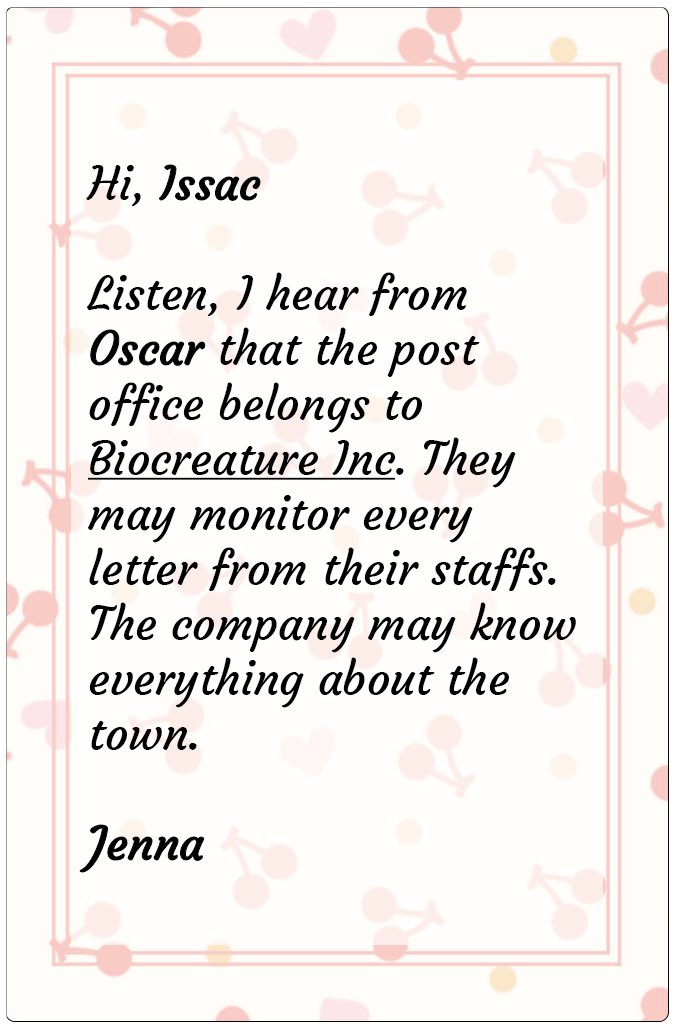 Hi, Issac
Listen, I hear from
Oscar that the post
office belongs to
Biocreature Inc. They
may monitor every
letter from their staffs.
The company may know
everything about the
town.
Jenna